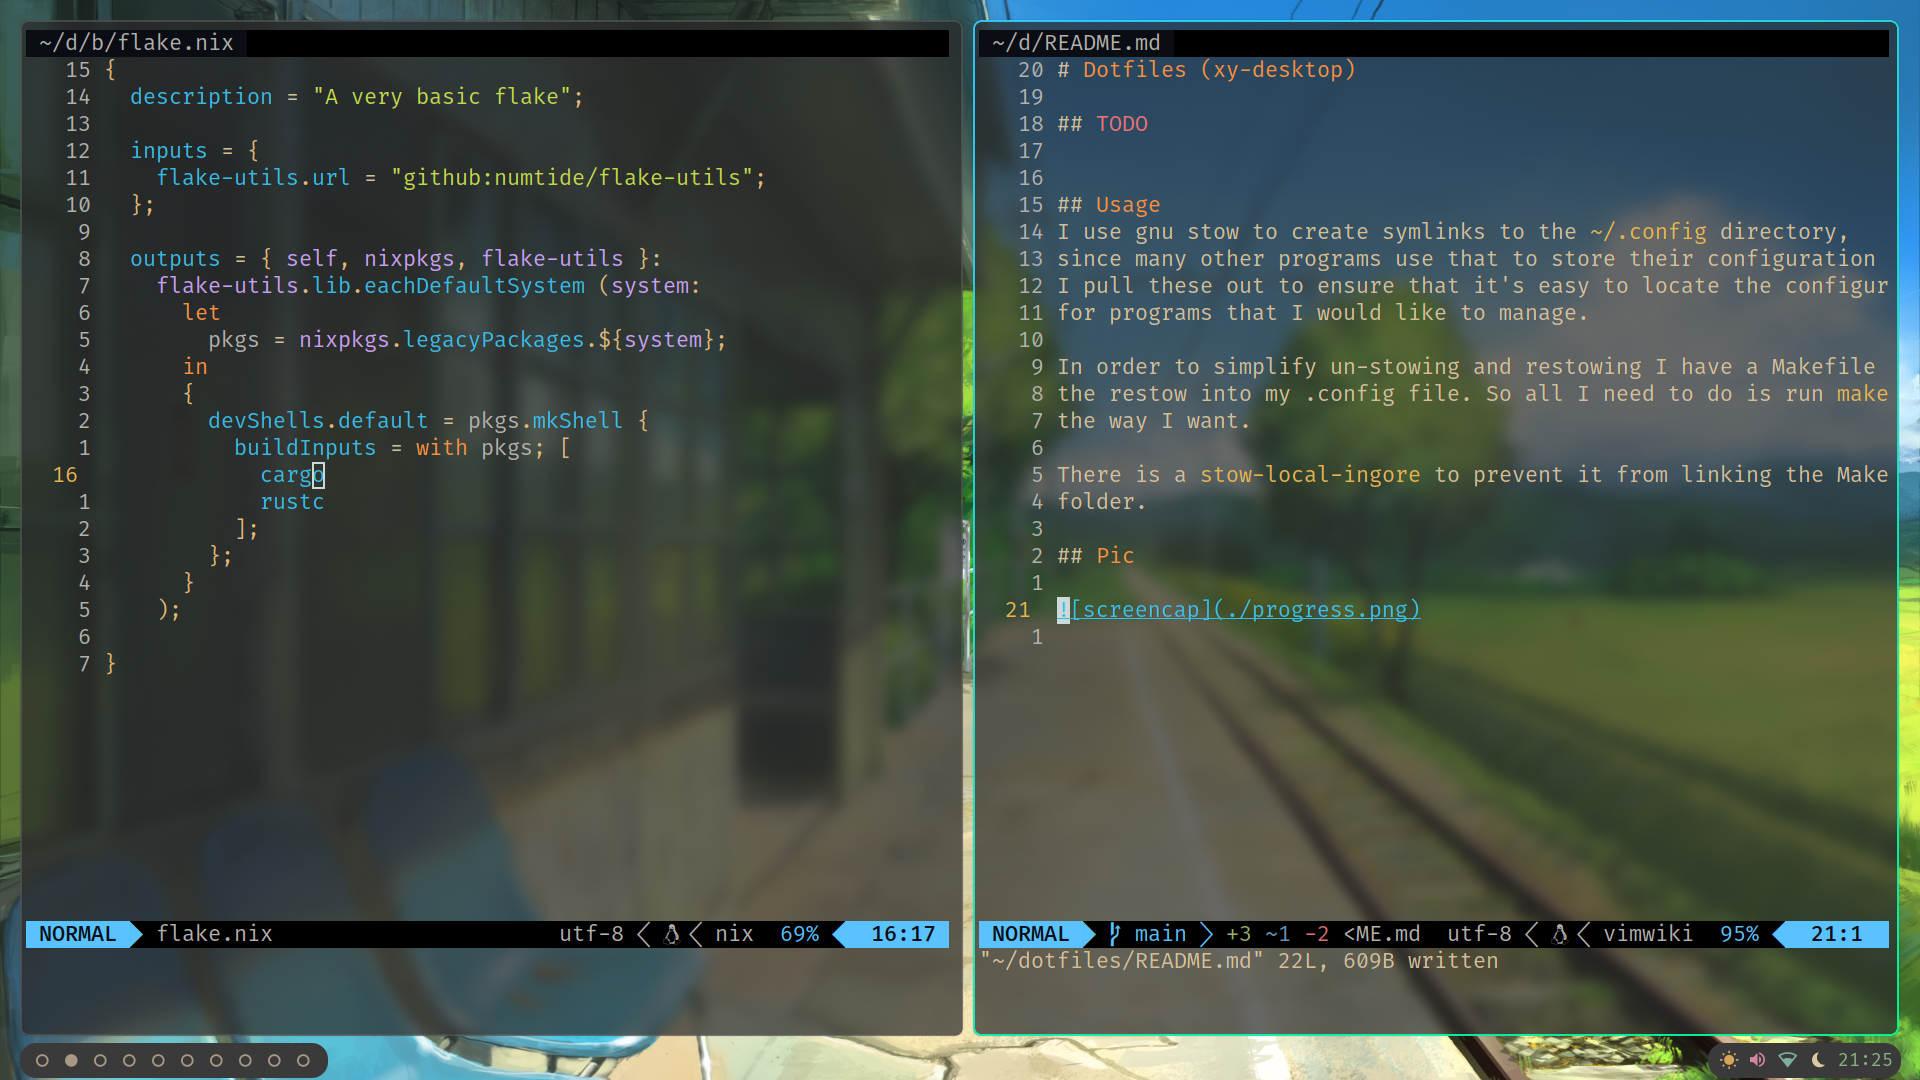 ~/d/b/flake.nix
15 {
14 description = "A very basic flake";
13
12 inputs = {
11 flake-utils.url = "github:numtide/flake-utils";
10 };
9
8 outputs = { self, nixpkgs, flake-utils }:
7 flake-utils.lib.eachDefaultSystem (system:
6 let
5 pkgs = nixpkgs.legacyPackages.${system};
4 in
3 {
2 devShells.default = pkgs.mkShell {
1 buildInputs = with pkgs; [
16 cargo
1 rustc
2 ];
3 };
4 }
5 );
6
7 }
NORMAL flake.nix utf-8 nix 69% 16:17
~/d/README.md
20 # Dotfiles (xy-desktop)
19
18 ## TODO
17
16
15 ## Usage
14 I use gnu stow to create symlinks to the ~/.config directory,
13 since many other programs use that to store their configuration
12 I pull these out to ensure that it's easy to locate the configur
11 for programs that I would like to manage.
10
9 In order to simplify un-stowing and restowing I have a Makefile
8 the restow into my .config file. So all I need to do is run make
7 the way I want.
6
5 There is a stow-local-ingore to prevent it from linking the Make
4 folder.
3
2 ## Pic
1
21 ![screencap](./progress.png)
1
NORMAL main +3 ~1 -2 <ME.md utf-8 vimwiki 95% 21:1
"~/dotfiles/README.md" 22L, 609B written
21:25